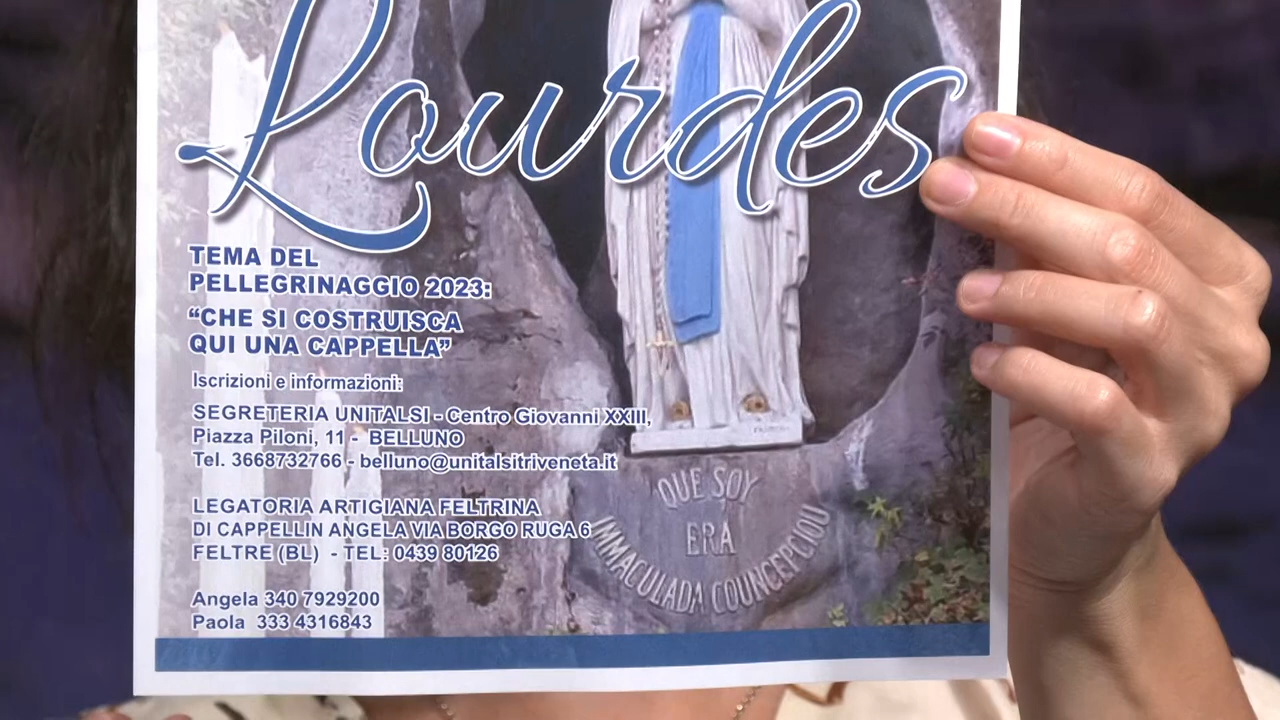 Lourdes
TEMA DEL
PELLEGRINAGGIO 2023:
“CHE SI COSTRUISCA
QUI UNA CAPPELLA”
Iscrizioni e informazioni:
SEGRETERIA UNITALSI - Centro Giovanni XXIII,
Piazza Piloni, 11 - BELLUNO
Tel. 3668732766 - belluno@unitalsitriveneta.it
LEGATORIA ARTIGIANA FELTRINA
DI CAPPELLIN ANGELA VIA BORGO RUGA 6
FELTRE (BL) - TEL: 0439 80126
Angela 340 7929200
Paola 333 4316843
QUE SOY
ERA
IMMACULADA COUNCEPCIOU